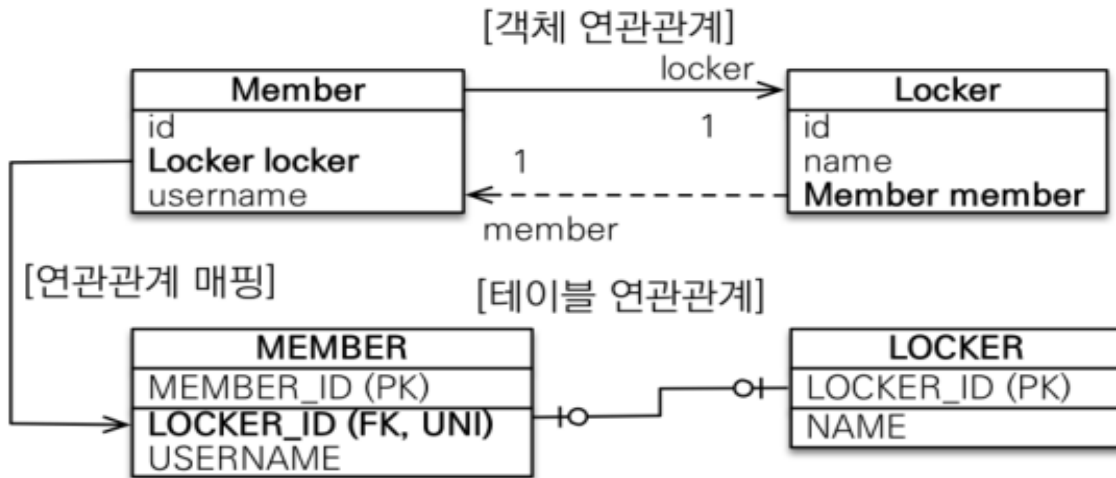 [객체 연관관계]
locker
Member
id
Locker locker
username
1
1
member
Locker
id
name
Member member
[연관관계 매핑]
[테이블 연관관계]
MEMBER
MEMBER_ID (PK)
LOCKER_ID (FK, UNI)
USERNAME
LOCKER
LOCKER_ID (PK)
NAME